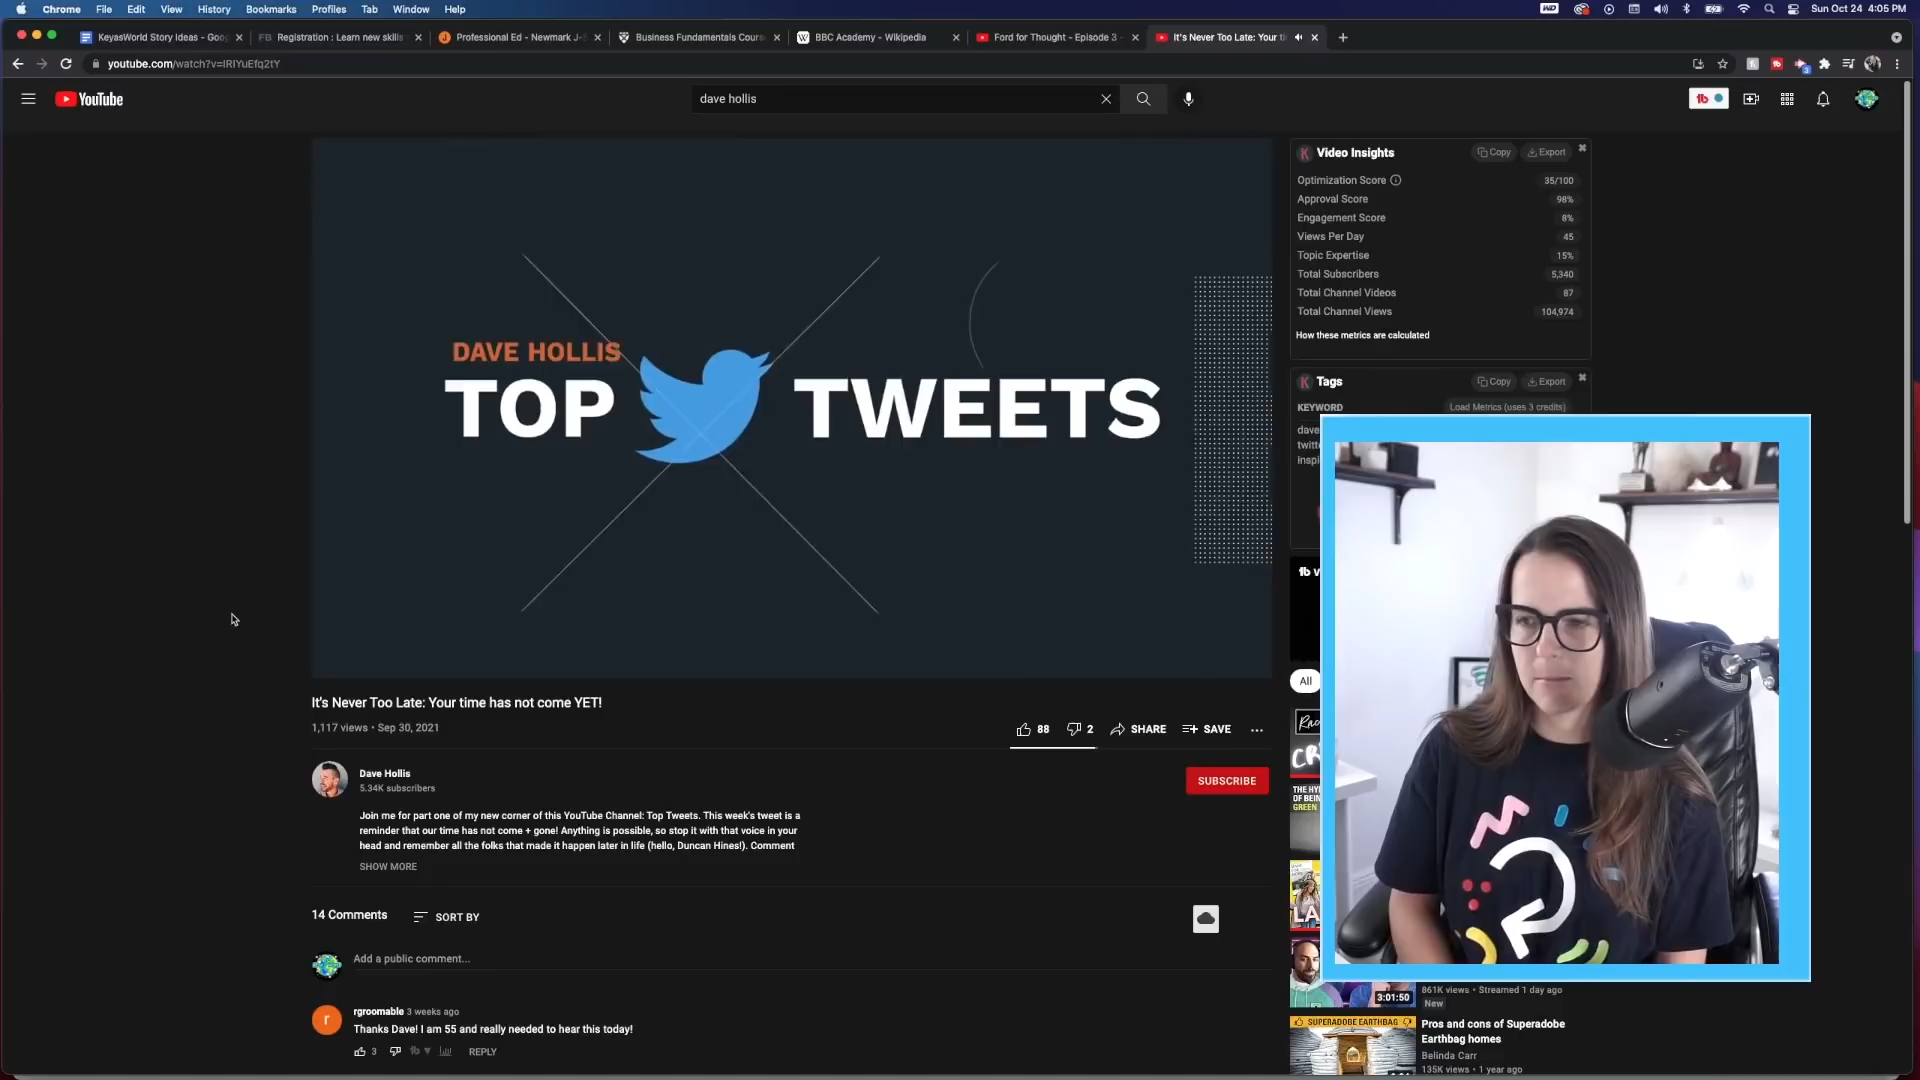 Chrome File Edit View History Bookmarks Profiles Tab Window Help
Sun Oct 24 4:05 PM
KeyasWorld Story Ideas - Goo
Registration : Learn new skills
Professional Ed - Newmark J-S
Business Fundamentals Cours
BBC Academy - Wikipedia
Ford for Thought - Episode 3 -
It's Never Too Late: Your ti
youtube.com/watch?v=IRIYuEfq2tY
YouTube
dave hollis
DAVE HOLLIS
TOP TWEETS
Video Insights
Copy Export
Optimization Score 35/100
Approval Score 98%
Engagement Score 8%
Views Per Day 45
Topic Expertise 15%
Total Subscribers 5,340
Total Channel Videos 87
Total Channel Views 104,974
How these metrics are calculated
Tags
Copy Export
KEYWORD Load Metrics (uses 3 credits)
dave
twitt
inspi
All
It's Never Too Late: Your time has not come YET!
1,117 views • Sep 30, 2021
88 2 SHARE SAVE
Dave Hollis
5.34K subscribers
SUBSCRIBE
Join me for part one of my new corner of this YouTube Channel: Top Tweets. This week's tweet is a
reminder that our time has not come + gone! Anything is possible, so stop it with that voice in your
head and remember all the folks that made it happen later in life (hello, Duncan Hines!). Comment
SHOW MORE
14 Comments SORT BY
Add a public comment...
rgroomable 3 weeks ago
Thanks Dave! I am 55 and really needed to hear this today!
3 REPLY
THE HY
OF BEIN
GREEN
LA
3:01:50
861K views • Streamed 1 day ago
New
SUPERADOBE EARTHBAG
Pros and cons of Superadobe
Earthbag homes
Belinda Carr
135K views • 1 year ago